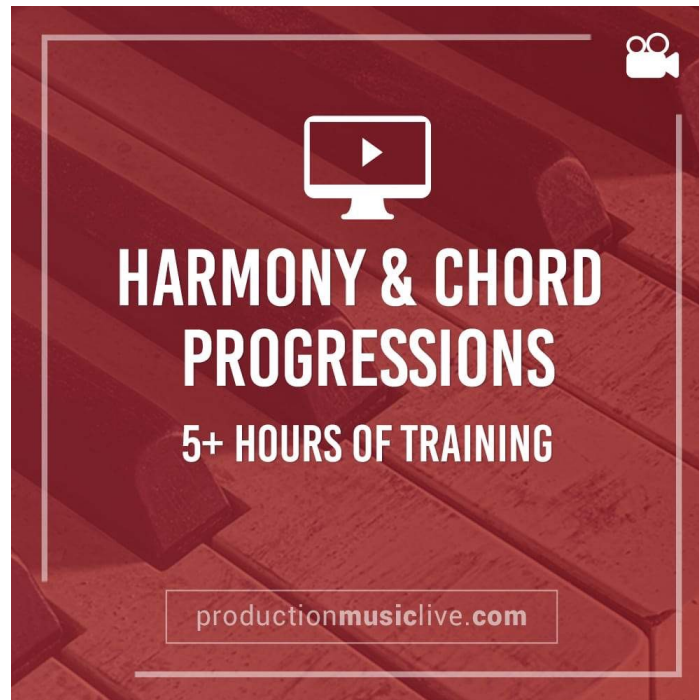 HARMONY & CHORD
PROGRESSIONS
5+ HOURS OF TRAINING
productionmusiclive.com